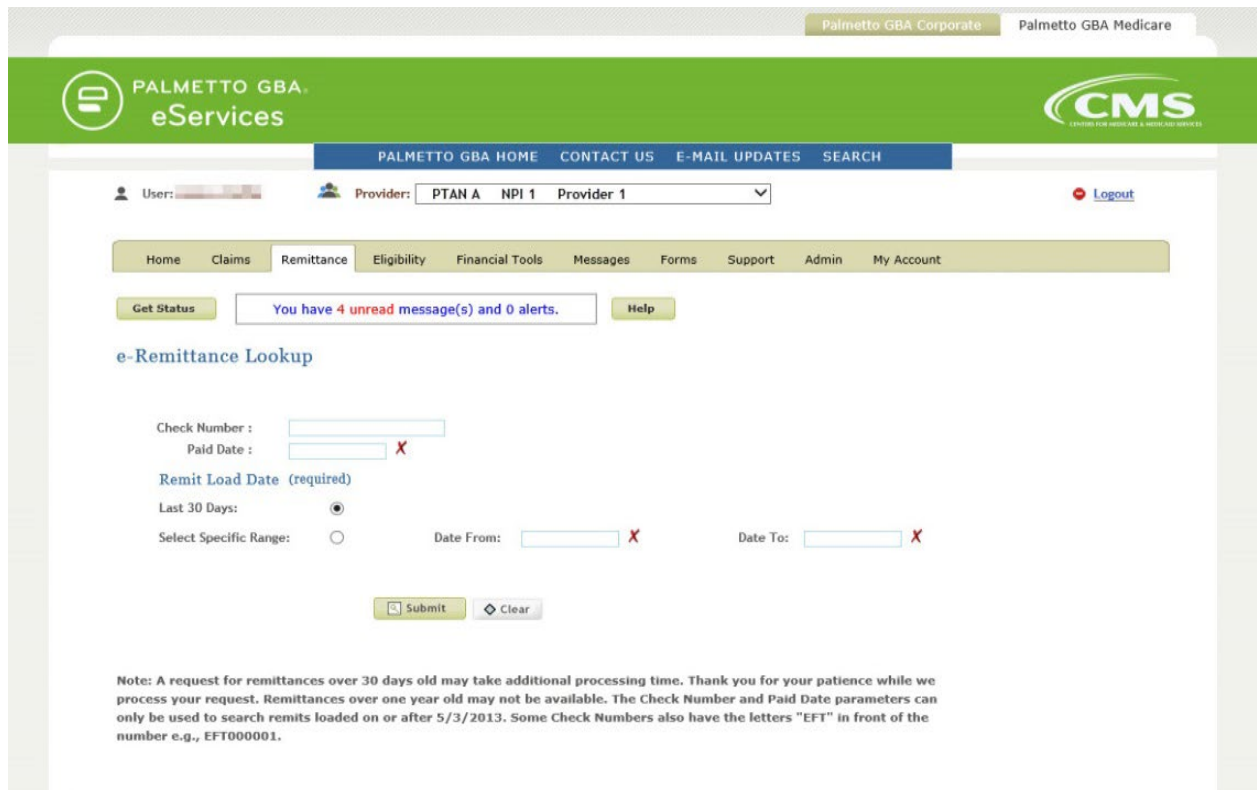 Palmetto GBA Corporate Palmetto GBA Medicare
PALMETTO GBA.
eServices
CMS
CENTERS FOR MEDICARE & MEDICAID SERVICES
PALMETTO GBA HOME CONTACT US E-MAIL UPDATES SEARCH
User: Provider: PTAN A NPI 1 Provider 1 Logout
Home Claims Remittance Eligibility Financial Tools Messages Forms Support Admin My Account
Get Status You have 4 unread message(s) and 0 alerts. Help
e-Remittance Lookup
Check Number :
Paid Date : X
Remit Load Date (required)
Last 30 Days:
Select Specific Range: Date From: X Date To: X
Submit Clear
Note: A request for remittances over 30 days old may take additional processing time. Thank you for your patience while we
process your request. Remittances over one year old may not be available. The Check Number and Paid Date parameters can
only be used to search remits loaded on or after 5/3/2013. Some Check Numbers also have the letters "EFT" in front of the
number e.g., EFT000001.